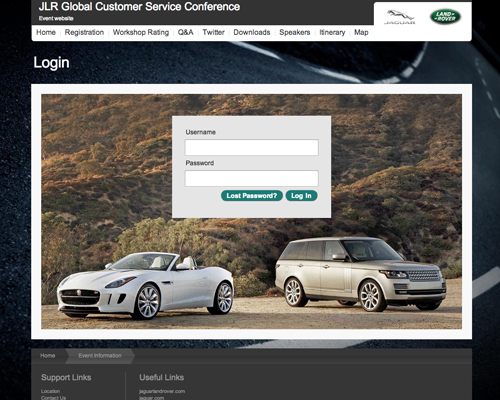 JLR Global Customer Service Conference
Event website
JAGUAR
LAND ROVER
Home Registration Workshop Rating Q&A Twitter Downloads Speakers Itinerary Map
Login
Username
Password
Lost Password? Log In
Home Event Information
Support Links Useful Links
Location jaguarlandrover.com
Contact Us jaguar.com